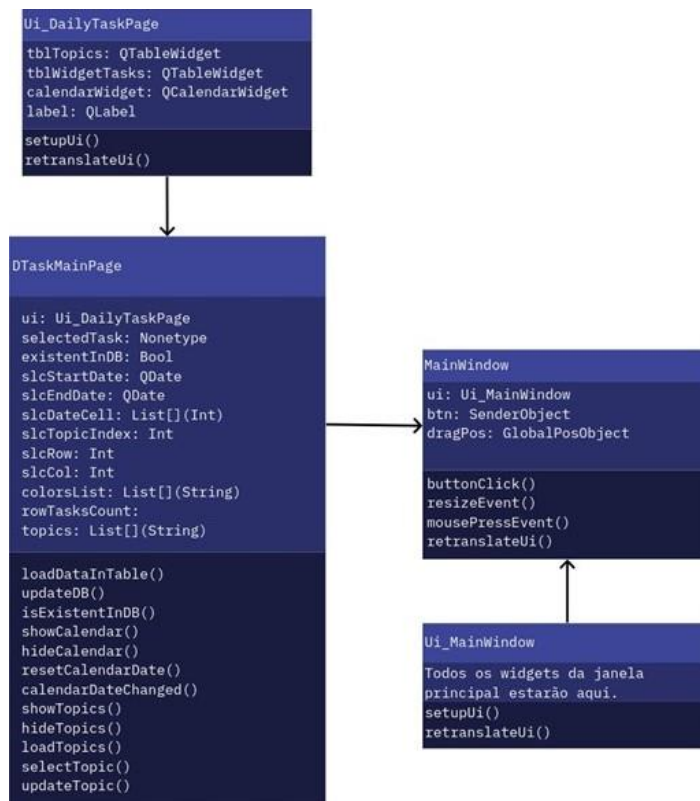 Ui_DailyTaskPage
tblTopics: QTableWidget
tblWidgetTasks: QTableWidget
calendarWidget: QCalendarWidget
label: QLabel
setupUi()
retranslateUi()
DTaskMainPage
ui: Ui_DailyTaskPage
selectedTask: Nonetype
existentInDB: Bool
slcStartDate: QDate
slcEndDate: QDate
slcDateCell: List[](Int)
slcTopicIndex: Int
slcRow: Int
slcCol: Int
colorsList: List[](String)
rowTasksCount:
topics: List[](String)
loadDataInTable()
updateDB()
isExistentInDB()
showCalendar()
hideCalendar()
resetCalendarDate()
calendarDateChanged()
showTopics()
hideTopics()
loadTopics()
selectTopic()
updateTopic()
MainWindow
ui: Ui_MainWindow
btn: SenderObject
dragPos: GlobalPosObject
buttonClick()
resizeEvent()
mousePressEvent()
retranslateUi()
Ui_MainWindow
Todos os widgets da janela
principal estarão aqui.
setupUi()
retranslateUi()